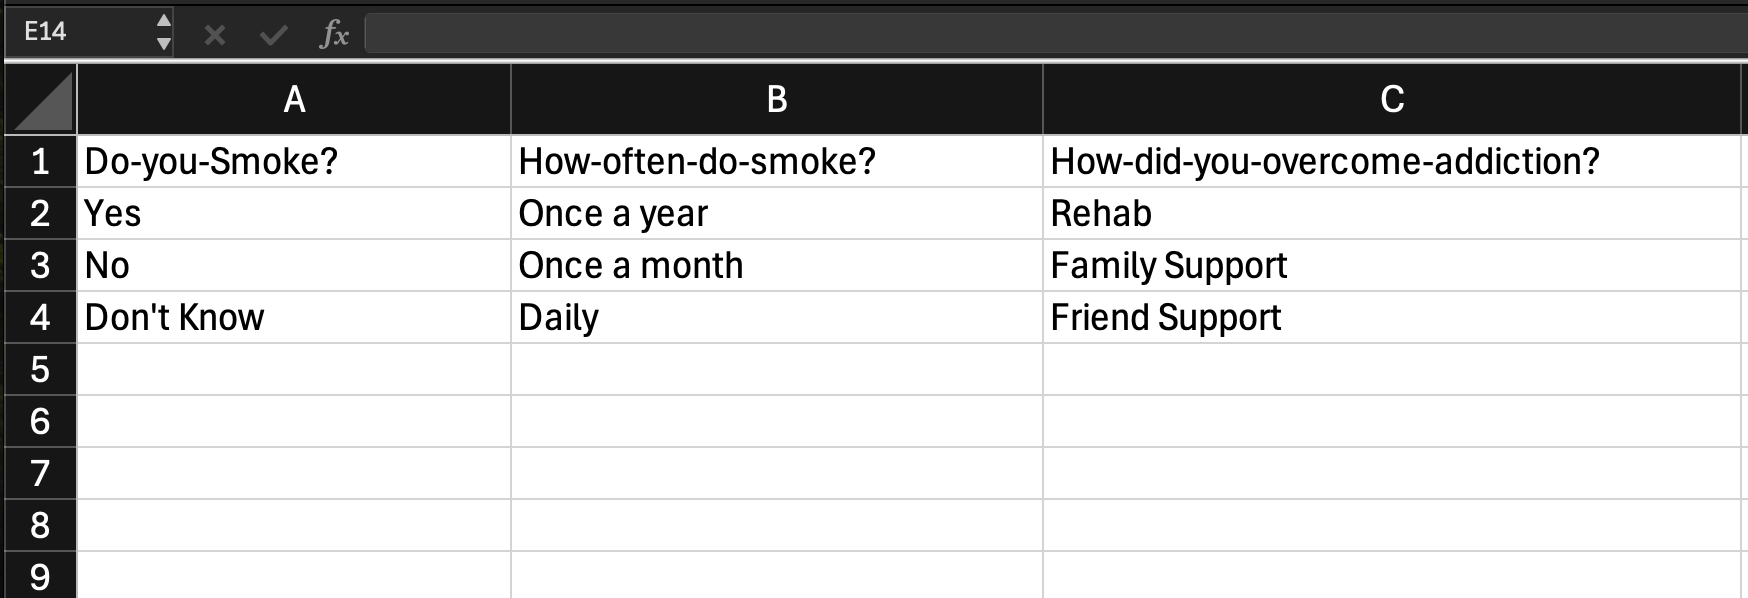 E14 fx
A B C
1 Do-you-Smoke? How-often-do-smoke? How-did-you-overcome-addiction?
2 Yes Once a year Rehab
3 No Once a month Family Support
4 Don't Know Daily Friend Support
5
6
7
8
9